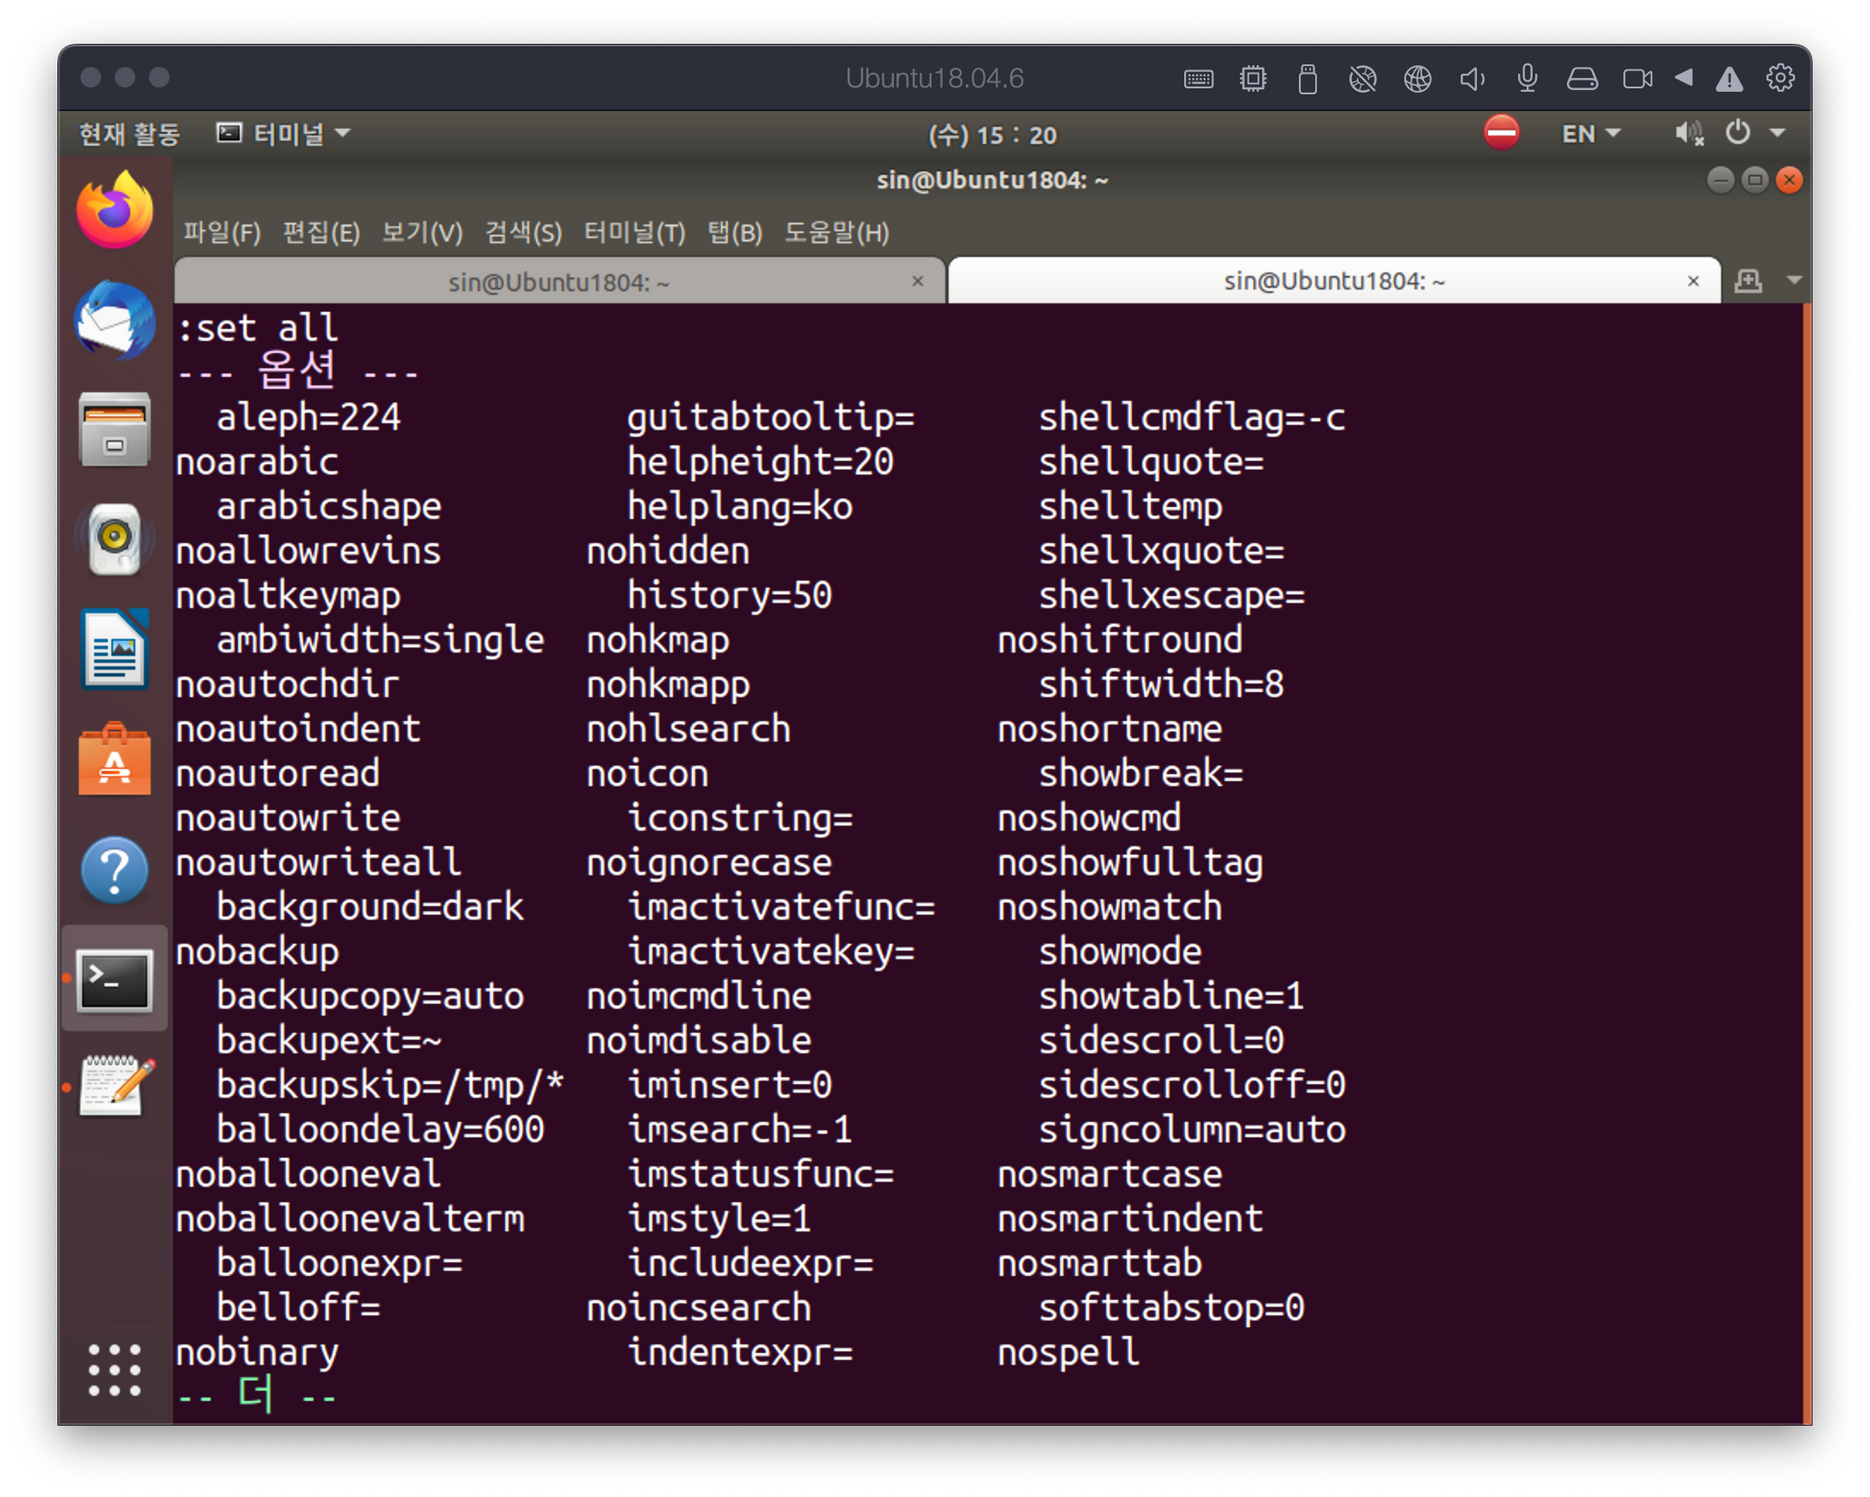 Ubuntu18.04.6
현재 활동 터미널 (수) 15 : 20 EN
sin@Ubuntu1804: ~
파일(F) 편집(E) 보기(V) 검색(S) 터미널(T) 탭(B) 도움말(H)
sin@Ubuntu1804: ~ × sin@Ubuntu1804: ~ ×
:set all
--- 옵션 ---
  aleph=224           guitabtooltip=      shellcmdflag=-c
noarabic              helpheight=20       shellquote=
  arabicshape         helplang=ko         shelltemp
noallowrevins       nohidden              shellxquote=
noaltkeymap           history=50          shellxescape=
  ambiwidth=single  nohkmap             noshiftround
noautochdir         nohkmapp              shiftwidth=8
noautoindent        nohlsearch          noshortname
noautoread          noicon                showbreak=
noautowrite           iconstring=       noshowcmd
noautowriteall      noignorecase        noshowfulltag
  background=dark     imactivatefunc=   noshowmatch
nobackup              imactivatekey=      showmode
  backupcopy=auto   noimcmdline           showtabline=1
  backupext=~       noimdisable           sidescroll=0
  backupskip=/tmp/*   iminsert=0          sidescrolloff=0
  balloondelay=600    imsearch=-1         signcolumn=auto
noballooneval         imstatusfunc=     nosmartcase
noballoonevalterm     imstyle=1         nosmartindent
  balloonexpr=        includeexpr=      nosmarttab
  belloff=          noincsearch           softtabstop=0
nobinary              indentexpr=       nospell
-- 더 --